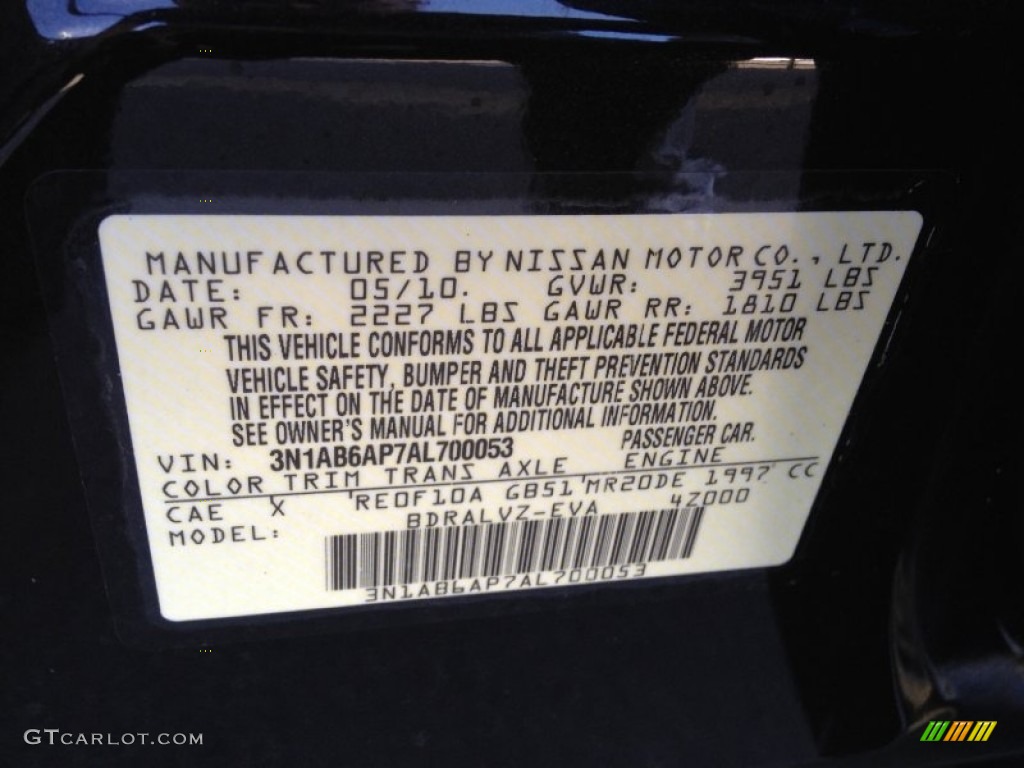 MANUFACTURED BY NISSAN MOTOR CO., LTD.
DATE: 05/10. GVWR: 3951 LBS
GAWR FR: 2227 LBS GAWR RR: 1810 LBS
THIS VEHICLE CONFORMS TO ALL APPLICABLE FEDERAL MOTOR
VEHICLE SAFETY, BUMPER AND THEFT PREVENTION STANDARDS
IN EFFECT ON THE DATE OF MANUFACTURE SHOWN ABOVE.
SEE OWNER'S MANUAL FOR ADDITIONAL INFORMATION.
VIN: 3N1AB6AP7AL700053 PASSENGER CAR.
COLOR TRIM TRANS AXLE ENGINE
CAE X RE0F10A GB51 MR20DE 1997 CC
MODEL: BDRALVZ-EVA 4Z000
3N1AB6AP7AL700053
GTCARLOT.COM